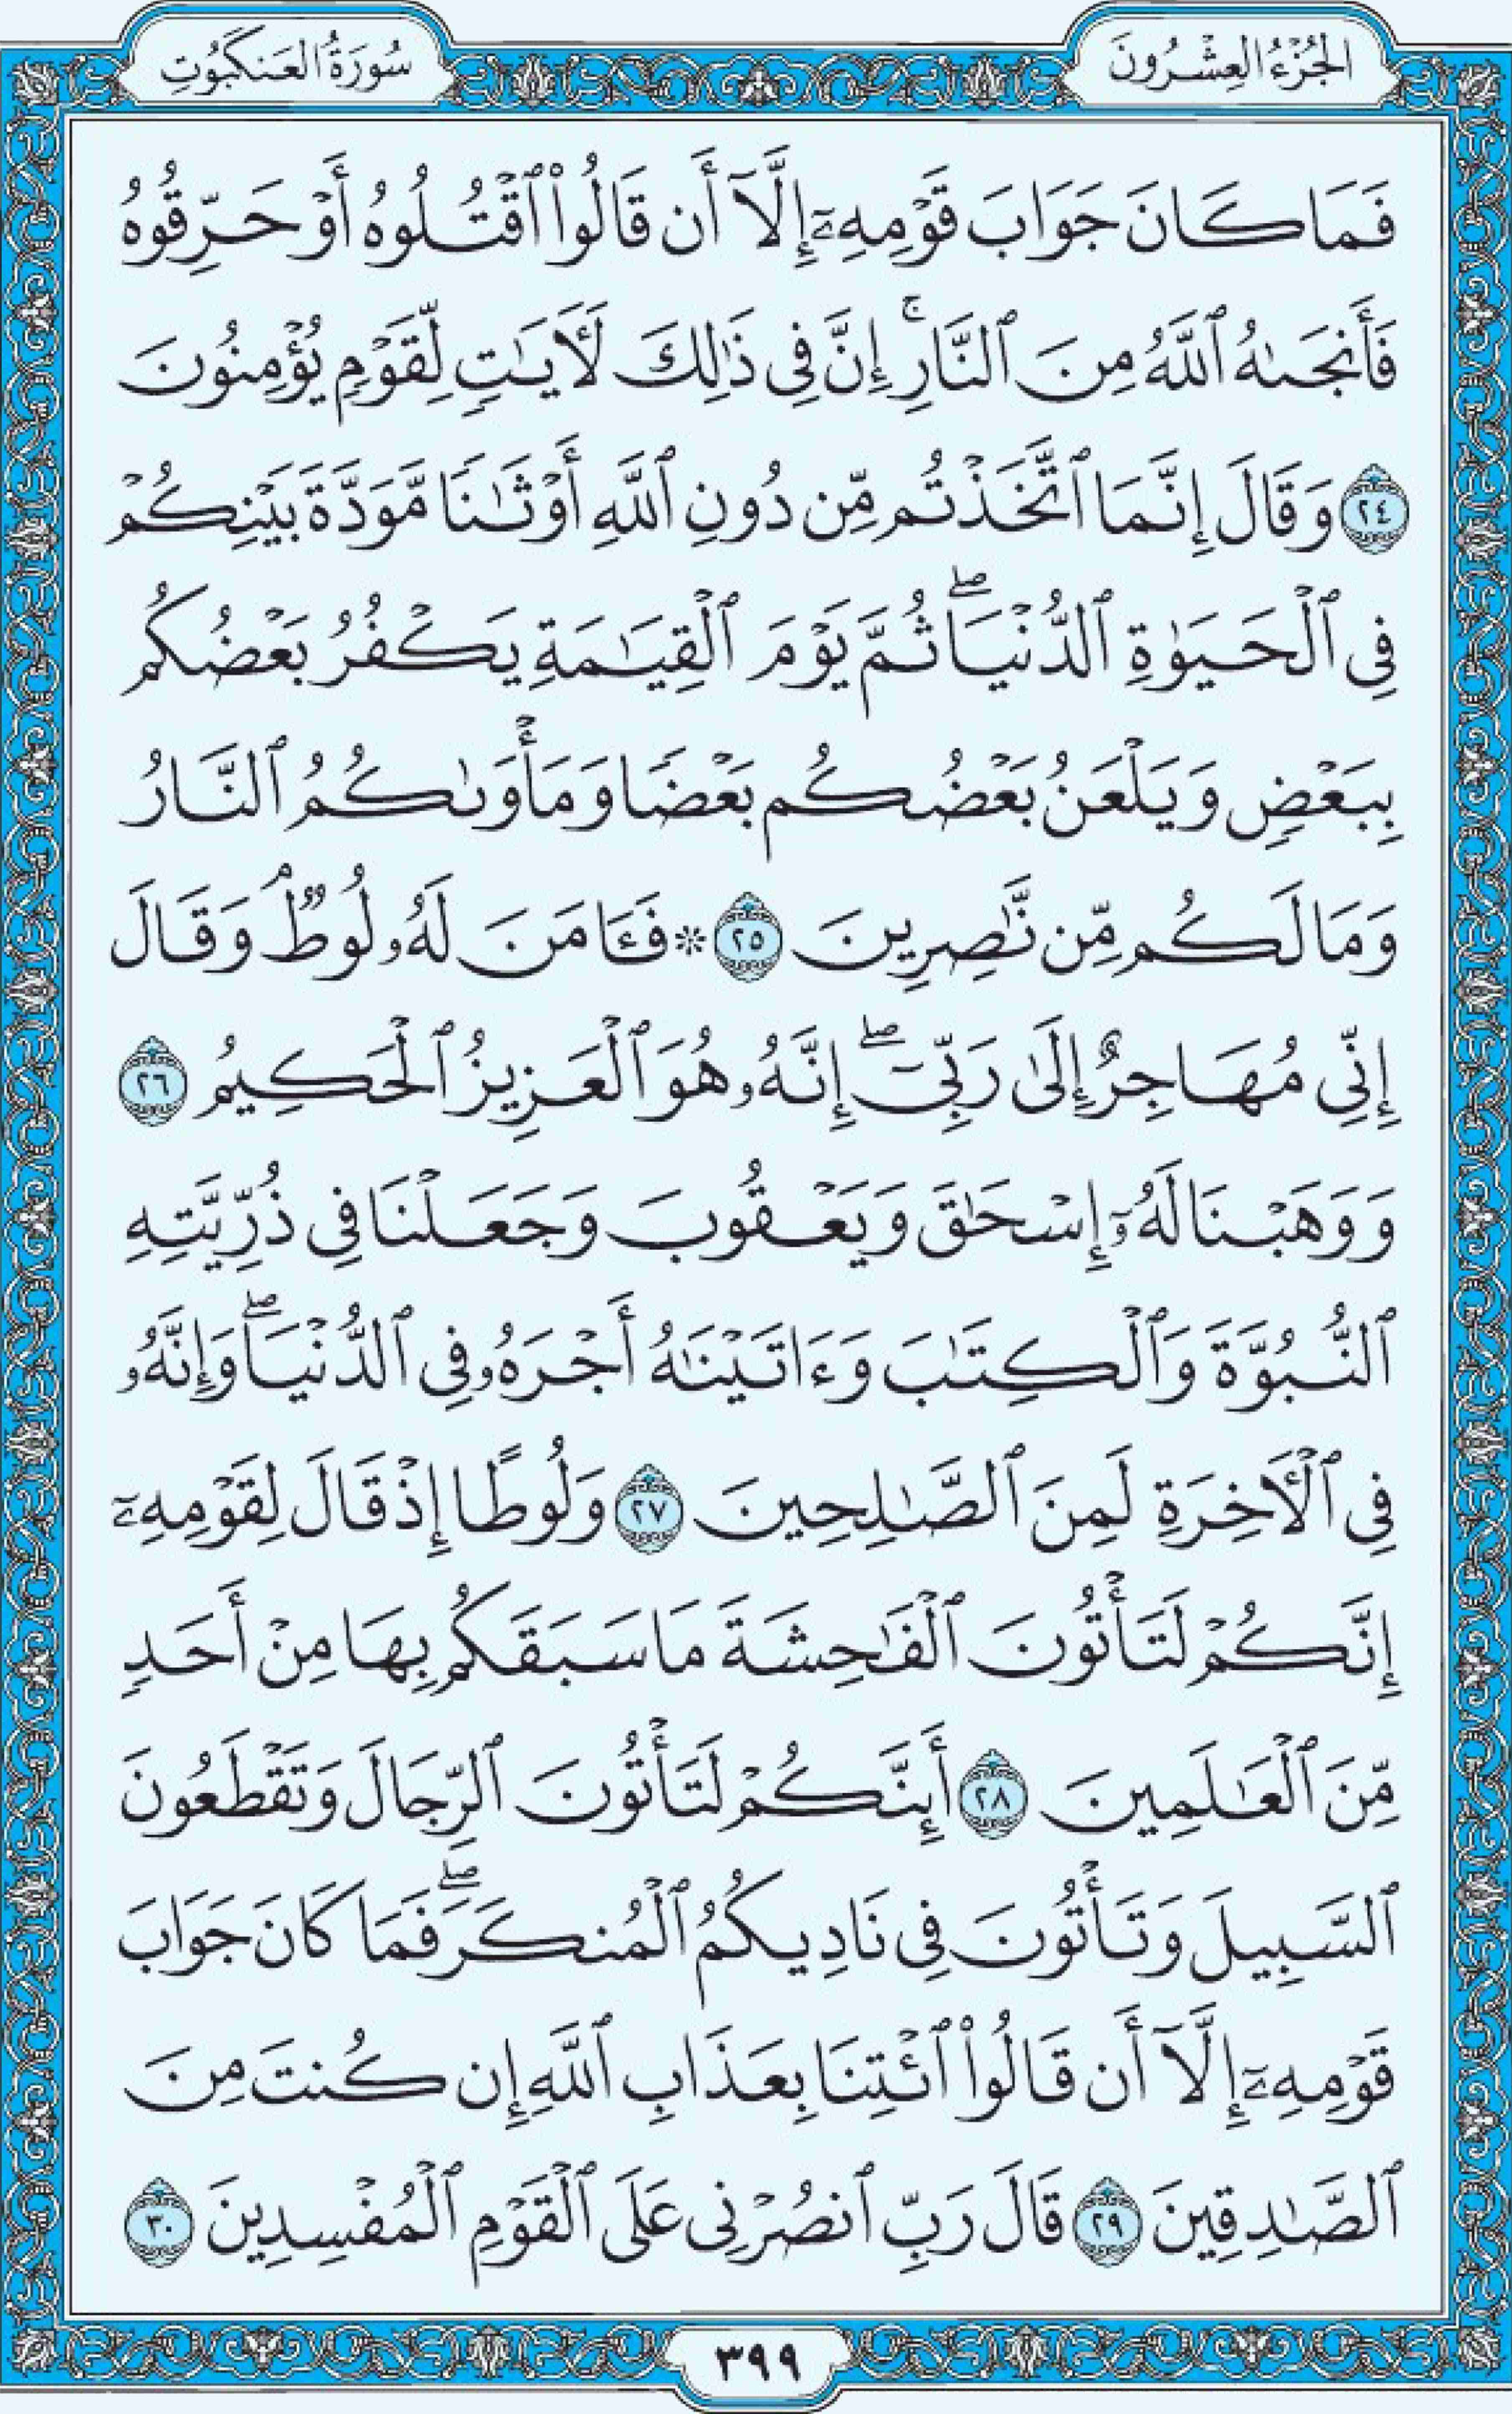 الجُزْءُ العِشْرُونَ
سُورَةُ العَنكَبُوتِ
فَمَا كَانَ جَوَابَ قَوْمِهِۦٓ إِلَّآ أَن قَالُوا۟ ٱقْتُلُوهُ أَوْ حَرِّقُوهُ
فَأَنجَىٰهُ ٱللَّهُ مِنَ ٱلنَّارِ ۚ إِنَّ فِى ذَٰلِكَ لَـَٔايَـٰتٍ لِّقَوْمٍ يُؤْمِنُونَ
٢٤ وَقَالَ إِنَّمَا ٱتَّخَذْتُم مِّن دُونِ ٱللَّهِ أَوْثَـٰنًا مَّوَدَّةَ بَيْنِكُمْ
فِى ٱلْحَيَوٰةِ ٱلدُّنْيَا ۖ ثُمَّ يَوْمَ ٱلْقِيَـٰمَةِ يَكْفُرُ بَعْضُكُم
بِبَعْضٍ وَيَلْعَنُ بَعْضُكُم بَعْضًا وَمَأْوَىٰكُمُ ٱلنَّارُ
وَمَا لَكُم مِّن نَّـٰصِرِينَ ٢٥ ۞ فَـَٔامَنَ لَهُۥ لُوطٌ ۘ وَقَالَ
إِنِّى مُهَاجِرٌ إِلَىٰ رَبِّىٓ ۖ إِنَّهُۥ هُوَ ٱلْعَزِيزُ ٱلْحَكِيمُ ٢٦
وَوَهَبْنَا لَهُۥٓ إِسْحَـٰقَ وَيَعْقُوبَ وَجَعَلْنَا فِى ذُرِّيَّتِهِ
ٱلنُّبُوَّةَ وَٱلْكِتَـٰبَ وَءَاتَيْنَـٰهُ أَجْرَهُۥ فِى ٱلدُّنْيَا ۖ وَإِنَّهُۥ
فِى ٱلْـَٔاخِرَةِ لَمِنَ ٱلصَّـٰلِحِينَ ٢٧ وَلُوطًا إِذْ قَالَ لِقَوْمِهِۦٓ
إِنَّكُمْ لَتَأْتُونَ ٱلْفَـٰحِشَةَ مَا سَبَقَكُم بِهَا مِنْ أَحَدٍ
مِّنَ ٱلْعَـٰلَمِينَ ٢٨ أَئِنَّكُمْ لَتَأْتُونَ ٱلرِّجَالَ وَتَقْطَعُونَ
ٱلسَّبِيلَ وَتَأْتُونَ فِى نَادِيكُمُ ٱلْمُنكَرَ ۖ فَمَا كَانَ جَوَابَ
قَوْمِهِۦٓ إِلَّآ أَن قَالُوا۟ ٱئْتِنَا بِعَذَابِ ٱللَّهِ إِن كُنتَ مِنَ
ٱلصَّـٰدِقِينَ ٢٩ قَالَ رَبِّ ٱنصُرْنِى عَلَى ٱلْقَوْمِ ٱلْمُفْسِدِينَ ٣٠
٣٩٩